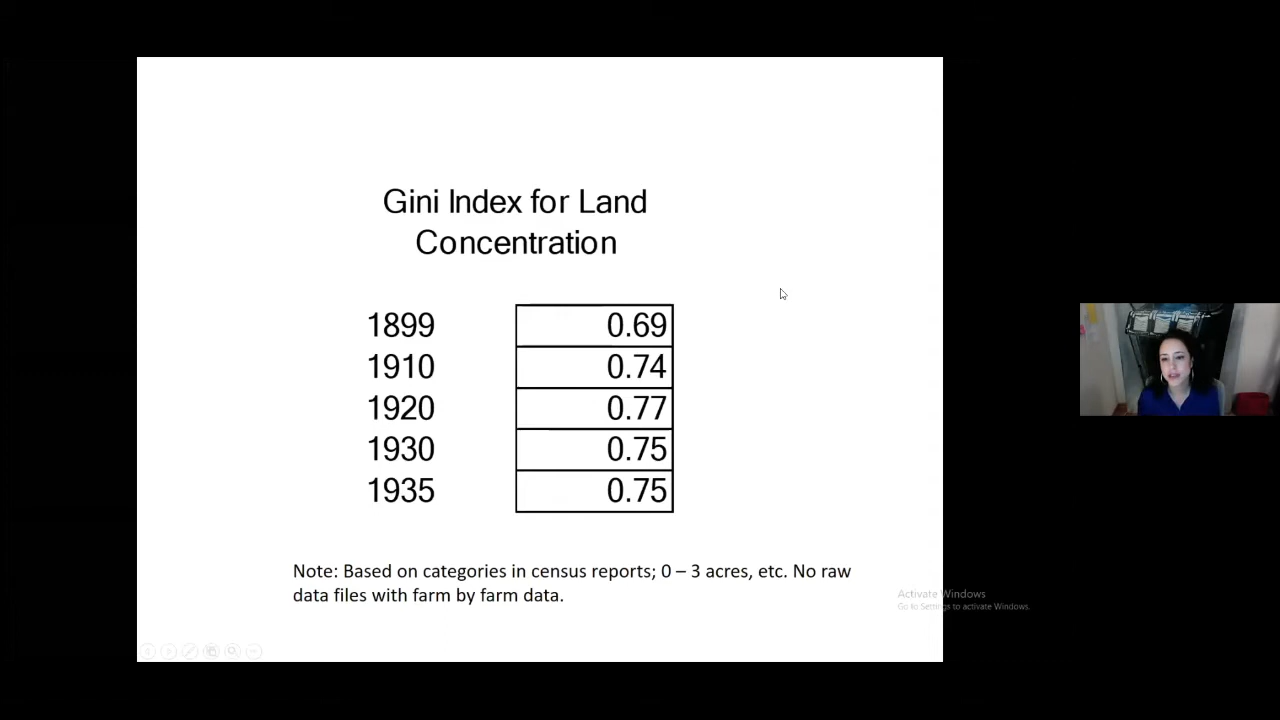 Gini Index for Land
Concentration
1899 0.69
1910 0.74
1920 0.77
1930 0.75
1935 0.75
Note: Based on categories in census reports; 0 – 3 acres, etc. No raw
data files with farm by farm data.
Activate Windows
Go to Settings to activate Windows.